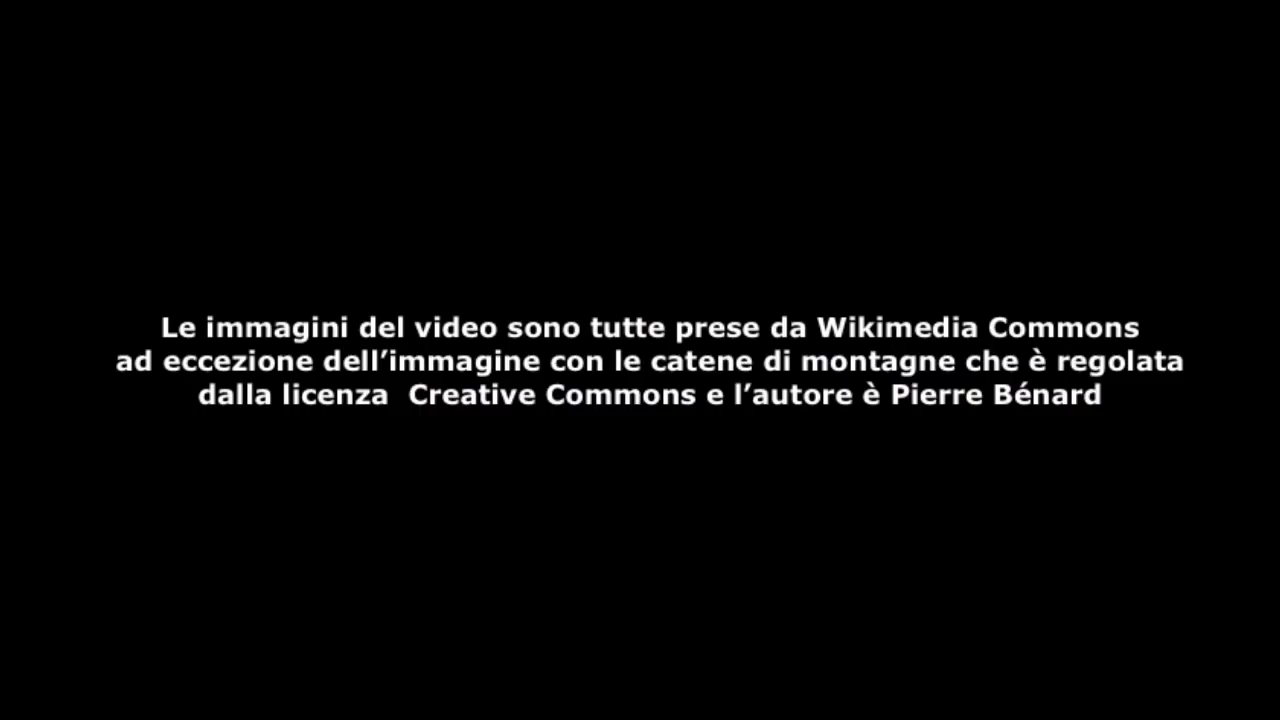 Le immagini del video sono tutte prese da Wikimedia Commons
ad eccezione dell’immagine con le catene di montagne che è regolata
dalla licenza  Creative Commons e l’autore è Pierre Bénard